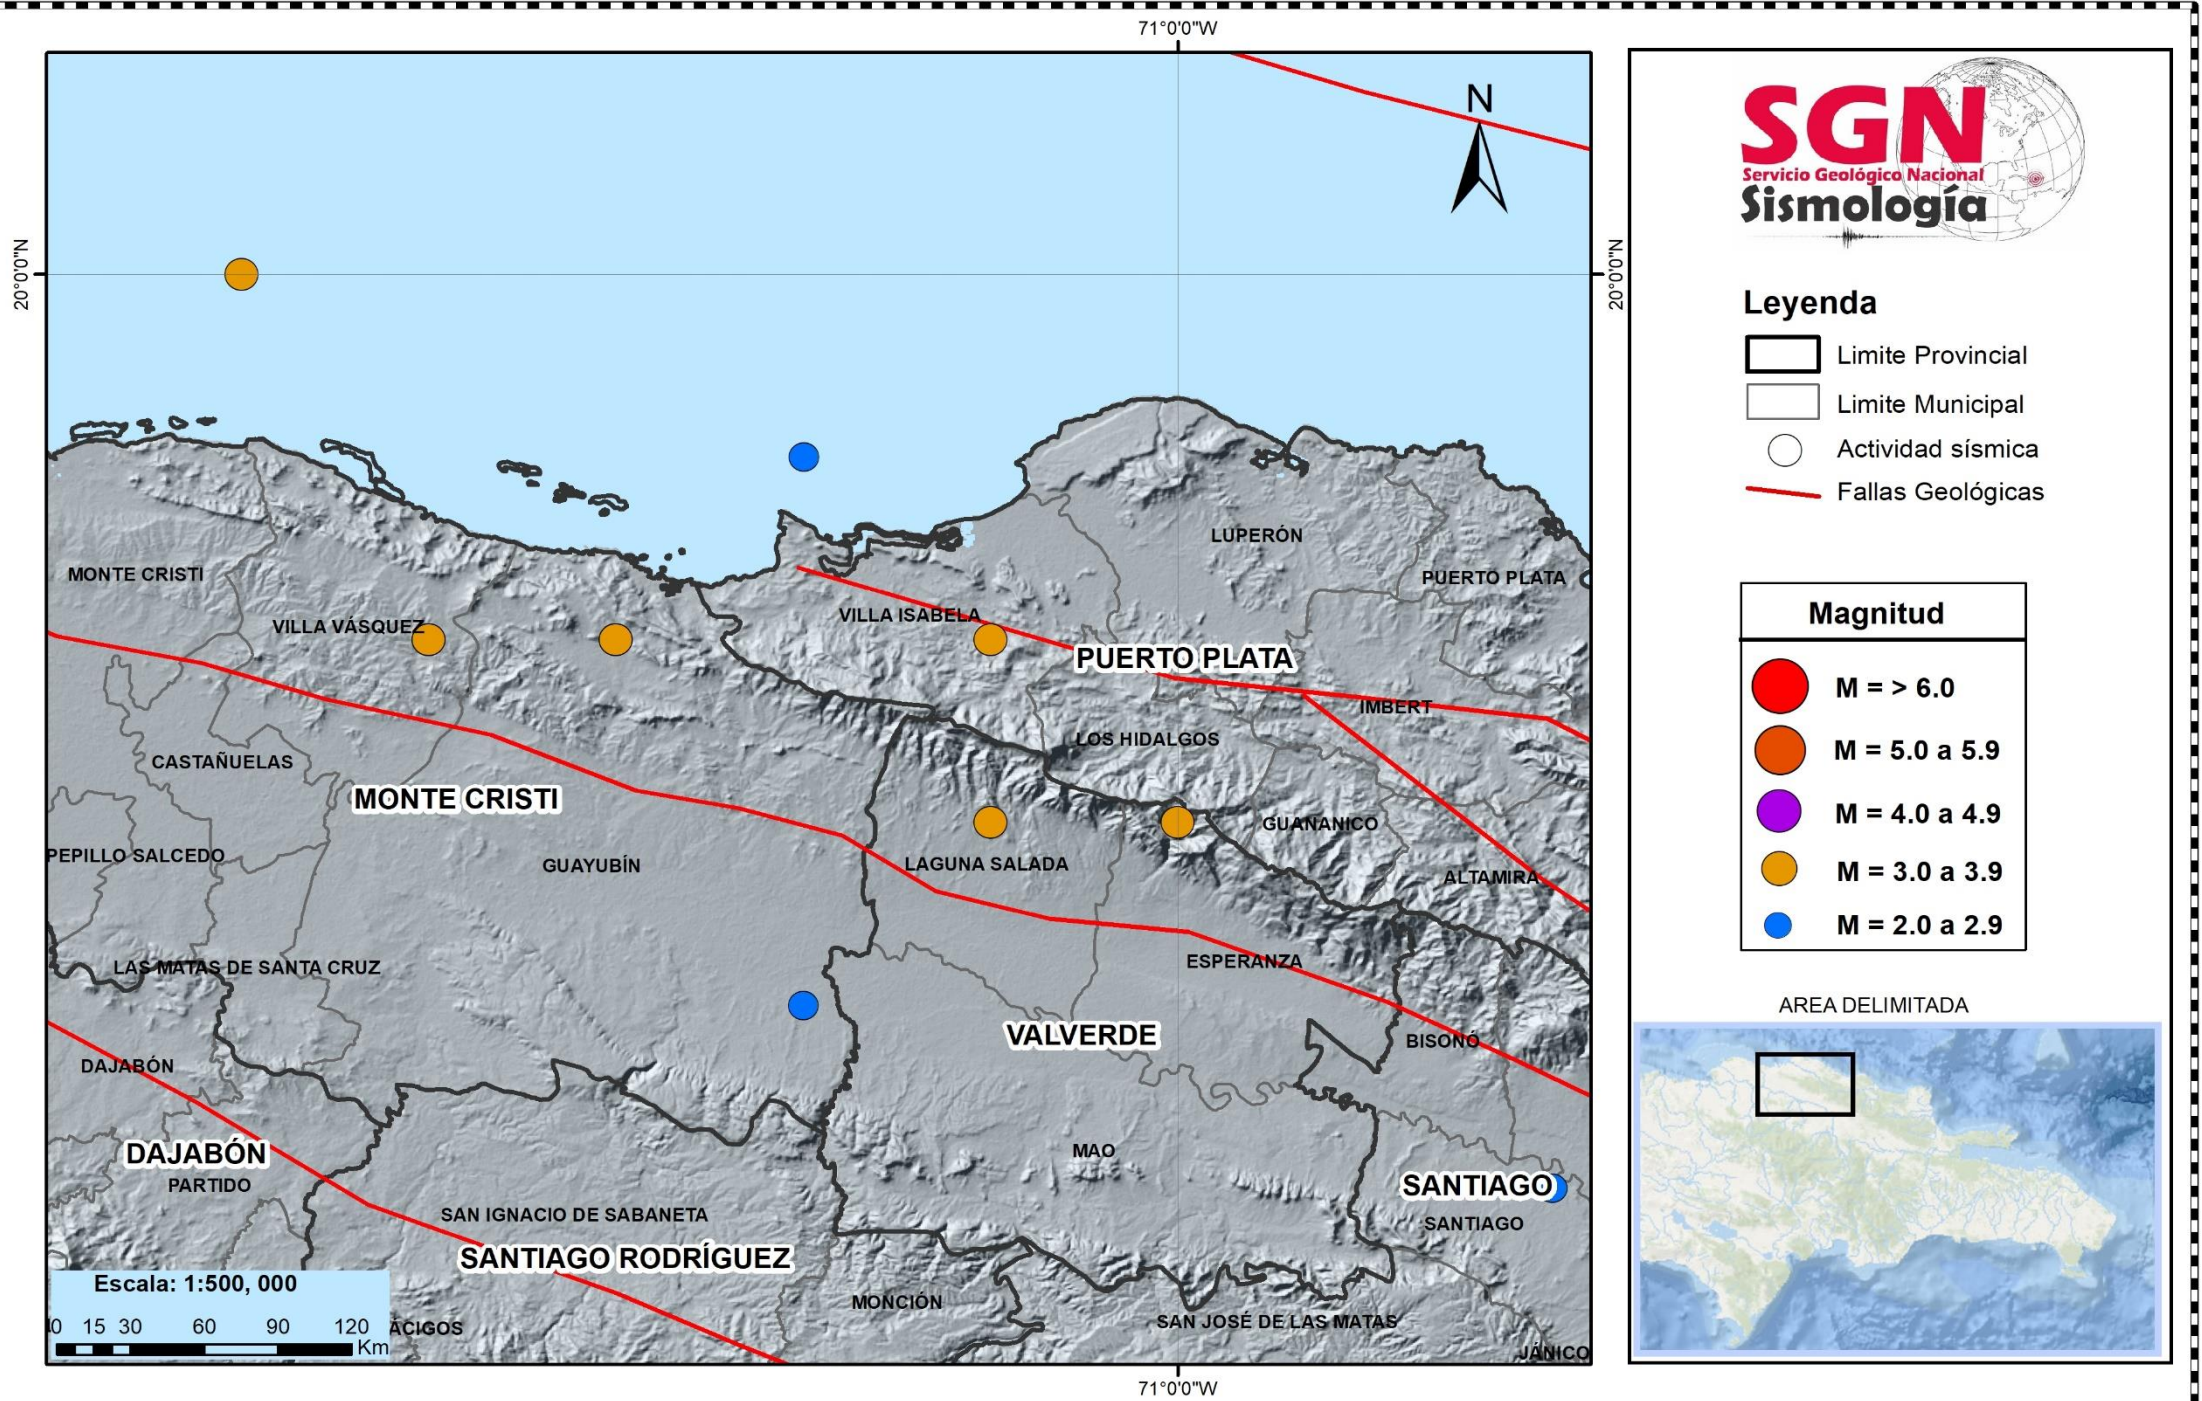 71°0'0"W
N
20°0'0"N
20°0'0"N
LUPERÓN
MONTE CRISTI
PUERTO PLATA
VILLA ISABELA
VILLA VÁSQUEZ
PUERTO PLATA
IMBERT
LOS HIDALGOS
CASTAÑUELAS
MONTE CRISTI
GUANANICO
PEPILLO SALCEDO
GUAYUBÍN
LAGUNA SALADA
ALTAMIRA
LAS MATAS DE SANTA CRUZ
ESPERANZA
VALVERDE
BISONÓ
DAJABÓN
DAJABÓN
MAO
PARTIDO
SANTIAGO
SAN IGNACIO DE SABANETA
SANTIAGO
SANTIAGO RODRÍGUEZ
MONCIÓN
SAN JOSÉ DE LAS MATAS
ÁCIGOS
JÁNICO
Escala: 1:500, 000
0 15 30 60 90 120
Km
71°0'0"W
SGN
Servicio Geológico Nacional
Sismología
Leyenda
Limite Provincial
Limite Municipal
Actividad sísmica
Fallas Geológicas
Magnitud
M = > 6.0
M = 5.0 a 5.9
M = 4.0 a 4.9
M = 3.0 a 3.9
M = 2.0 a 2.9
AREA DELIMITADA